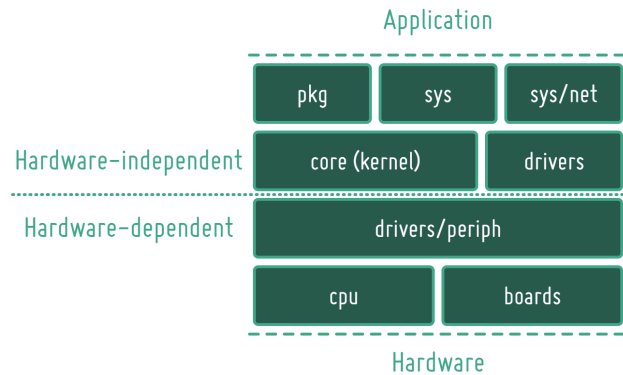 Application
pkg sys sys/net
Hardware-independent core (kernel) drivers
Hardware-dependent drivers/periph
cpu boards
Hardware